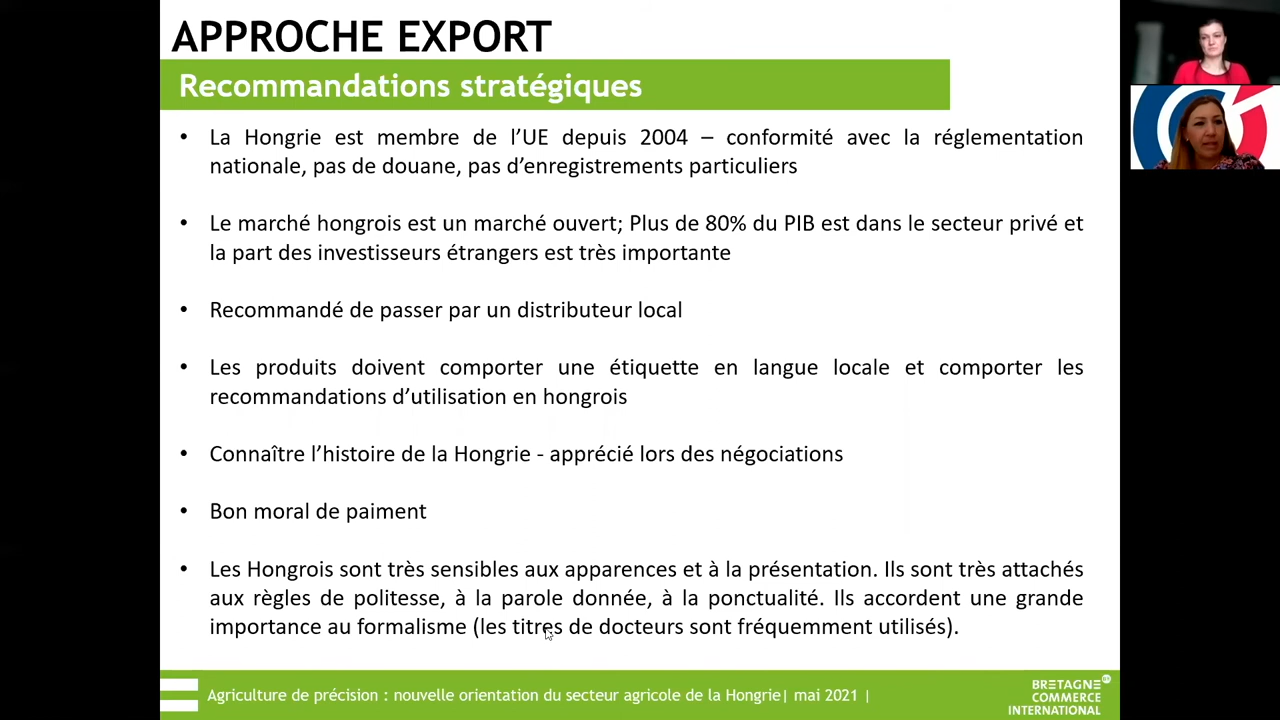 APPROCHE EXPORT
Recommandations stratégiques
• La Hongrie est membre de l’UE depuis 2004 – conformité avec la réglementation
nationale, pas de douane, pas d’enregistrements particuliers
• Le marché hongrois est un marché ouvert; Plus de 80% du PIB est dans le secteur privé et
la part des investisseurs étrangers est très importante
• Recommandé de passer par un distributeur local
• Les produits doivent comporter une étiquette en langue locale et comporter les
recommandations d’utilisation en hongrois
• Connaître l’histoire de la Hongrie - apprécié lors des négociations
• Bon moral de paiment
• Les Hongrois sont très sensibles aux apparences et à la présentation. Ils sont très attachés
aux règles de politesse, à la parole donnée, à la ponctualité. Ils accordent une grande
importance au formalisme (les titres de docteurs sont fréquemment utilisés).
Agriculture de précision : nouvelle orientation du secteur agricole de la Hongrie| mai 2021 |
BRETAGNE
COMMERCE
INTERNATIONAL